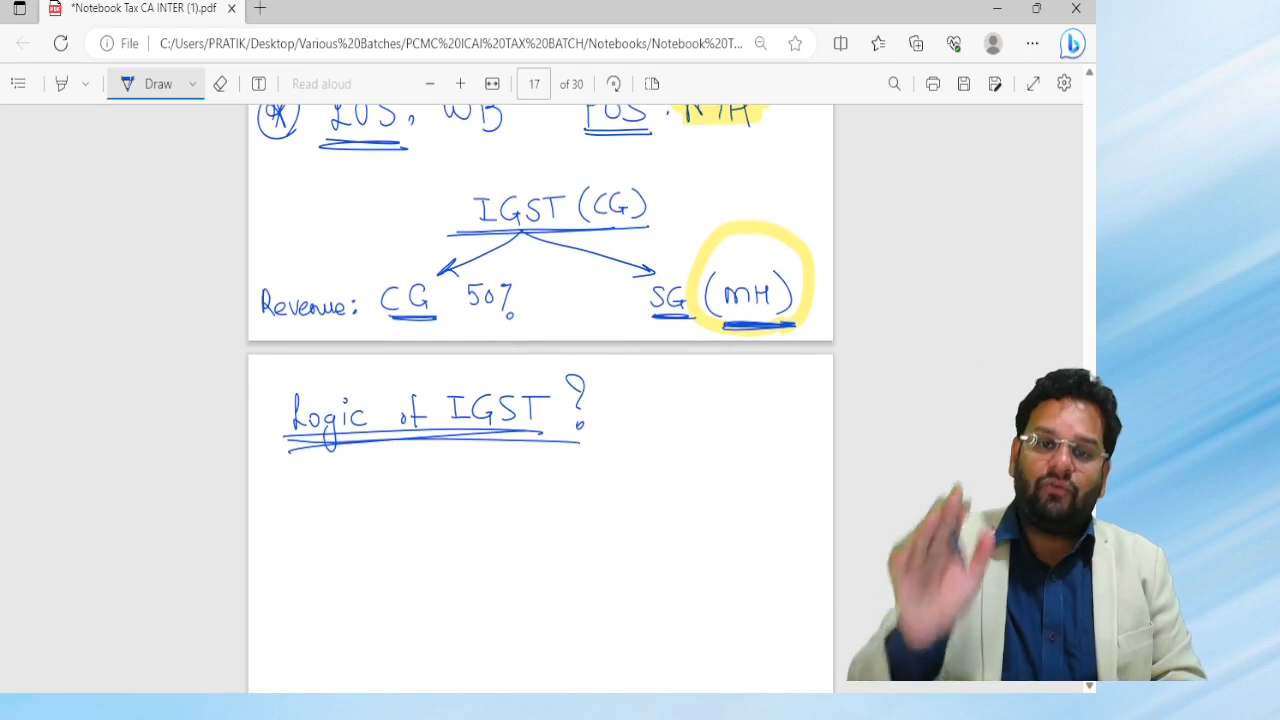 *Notebook Tax CA INTER (1).pdf
File C:/Users/PRATIK/Desktop/Various%20Batches/PCMC%20ICAI%20TAX%20BATCH/Notebooks/Notebook%20T...
Draw Read aloud 17 of 30
LOS, WB POS. MH
IGST (CG)
Revenue: CG 50% SG (MH)
Logic of IGST?